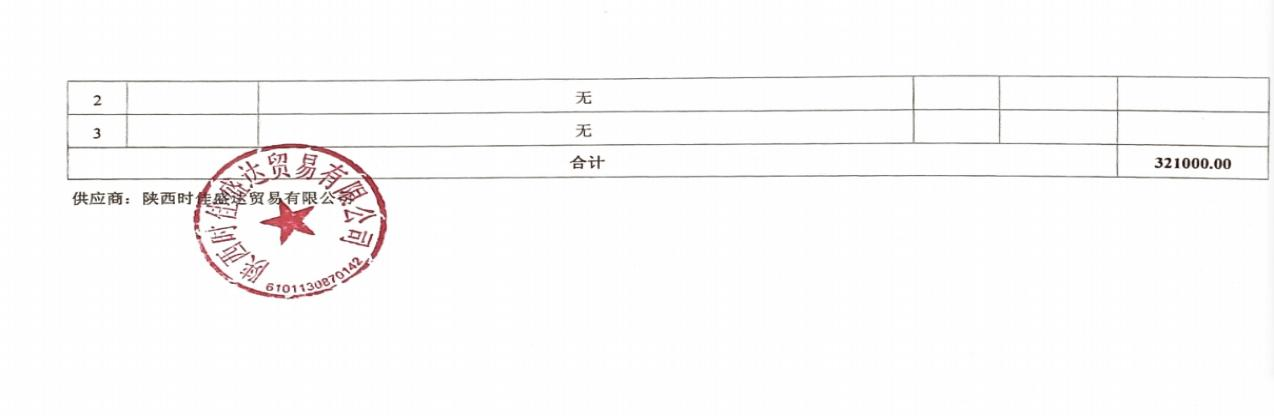 2 无
3 无
合计 321000.00
供应商：陕西时佳盛达贸易有限公
陕西时佳盛达贸易有限公司
6101130870142